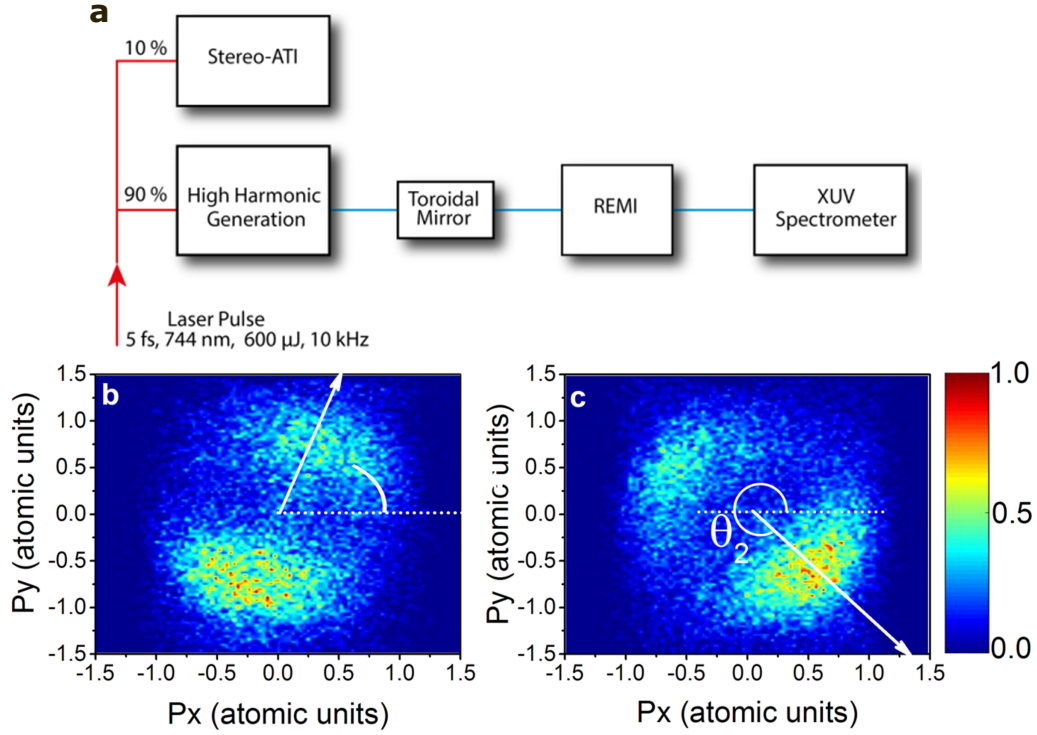 a
10 %
Stereo-ATI
90 %
High Harmonic
Generation
Toroidal
Mirror
REMI
XUV
Spectrometer
Laser Pulse
5 fs, 744 nm, 600 µJ, 10 kHz
b
1.5
1.0
0.5
0.0
-0.5
-1.0
-1.5
Py (atomic units)
-1.5 -1.0 -0.5 0.0 0.5 1.0 1.5
Px (atomic units)
c
1.5
1.0
0.5
0.0
-0.5
-1.0
-1.5
Py (atomic units)
θ2
-1.5 -1.0 -0.5 0.0 0.5 1.0 1.5
Px (atomic units)
1.0
0.5
0.0